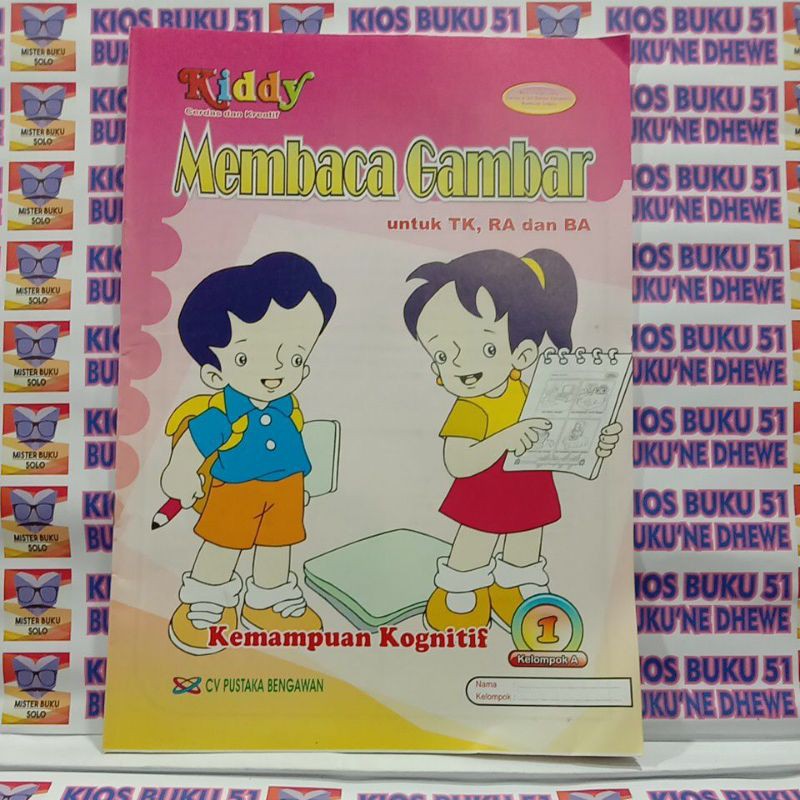 Kiddy
Cerdas dan Kreatif
Membaca Gambar
untuk TK, RA dan BA
Kemampuan Kognitif
1
Kelompok A
CV PUSTAKA BENGAWAN
Nama :
Kelompok :
KIOS BUKU 51
MISTER BUKU
SOLO
BUKU'NE DHEWE